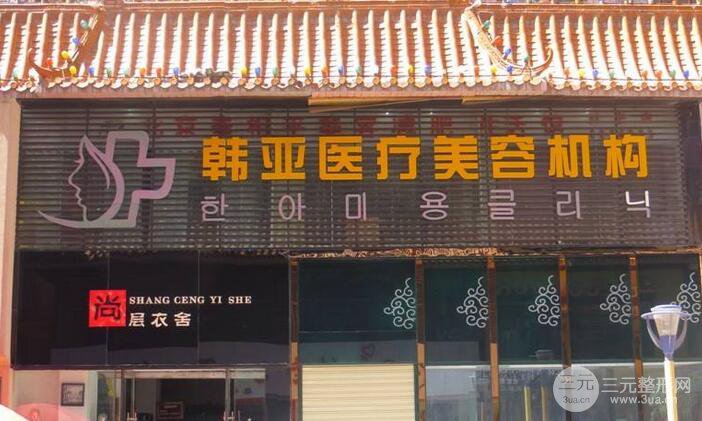 韩亚医疗美容机构
한아미용클리닉
尚
SHANG CENG YI SHE
层衣舍
三元整形网
www.3ua.cn